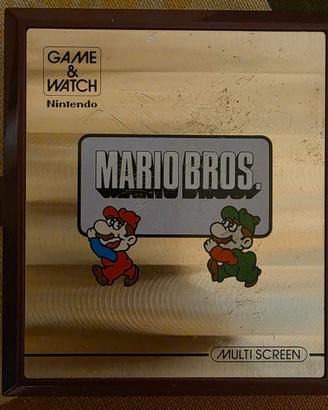 GAME
&
WATCH
Nintendo
MARIO BROS.
MULTI SCREEN